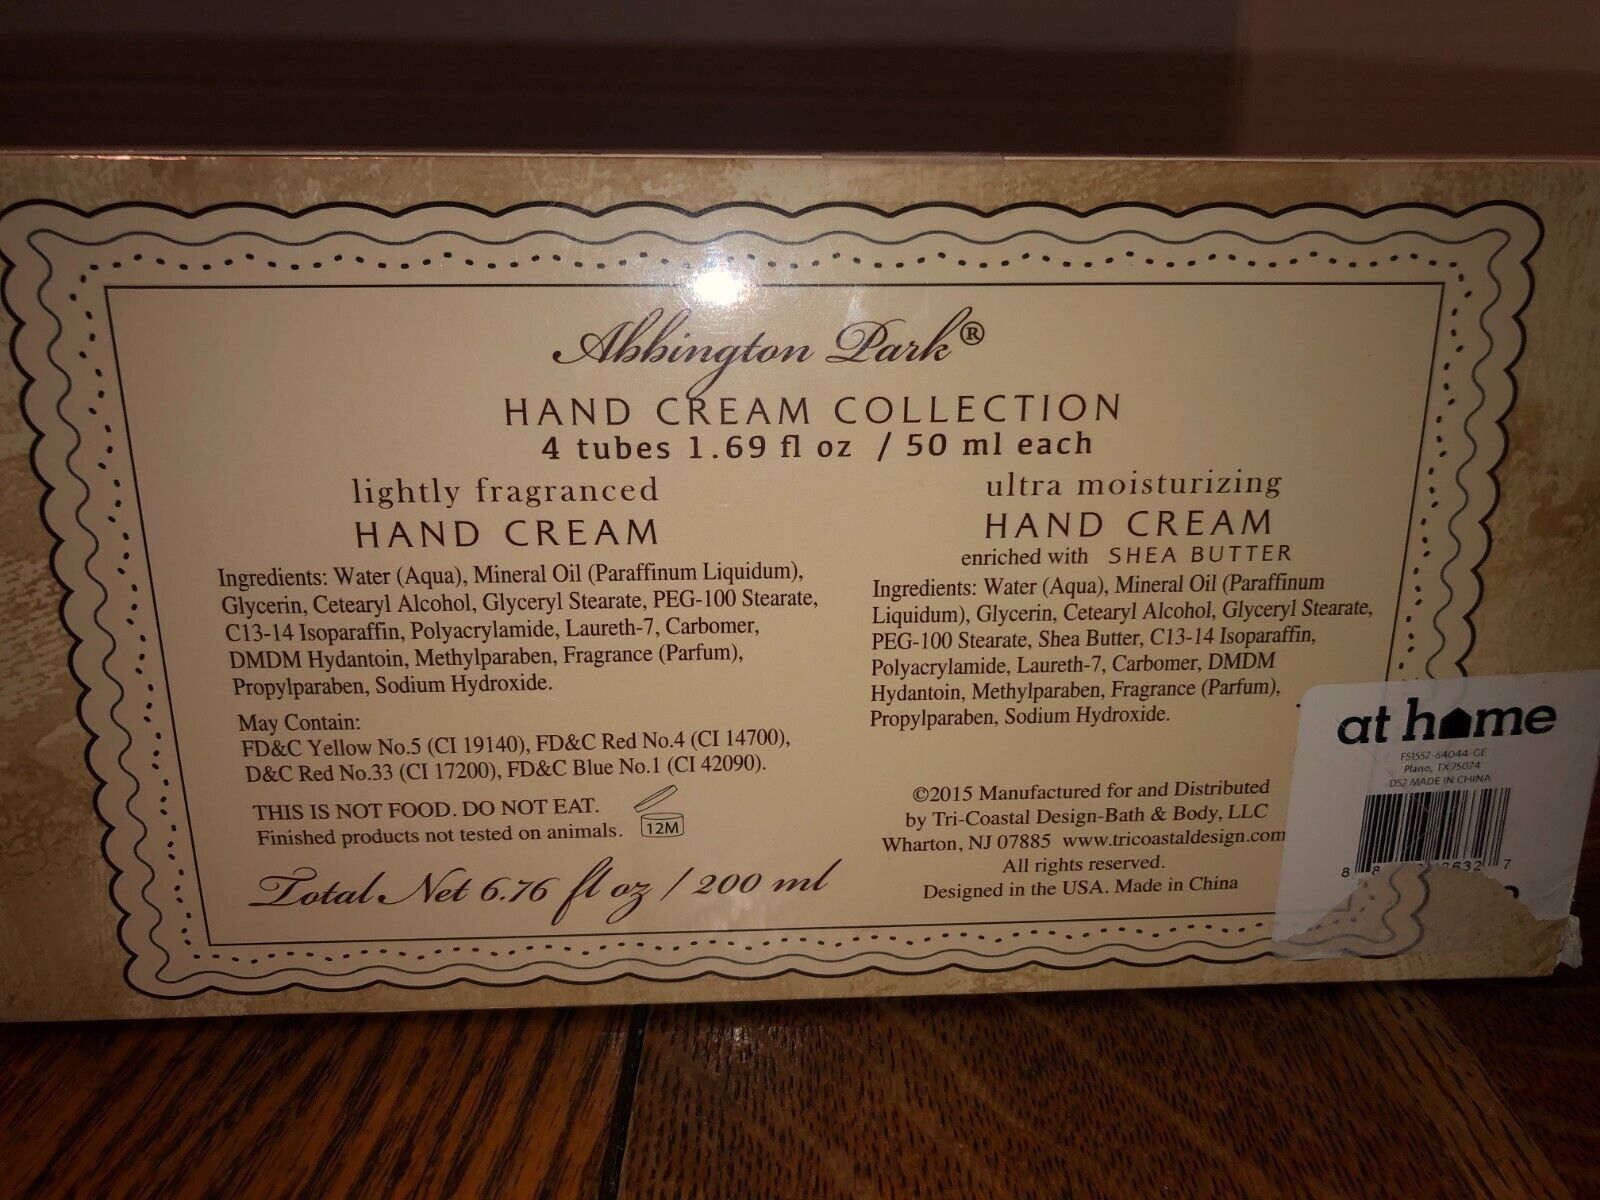 Abbington Park®
HAND CREAM COLLECTION
4 tubes 1.69 fl oz / 50 ml each
lightly fragranced
HAND CREAM
Ingredients: Water (Aqua), Mineral Oil (Paraffinum Liquidum),
Glycerin, Cetearyl Alcohol, Glyceryl Stearate, PEG-100 Stearate,
C13-14 Isoparaffin, Polyacrylamide, Laureth-7, Carbomer,
DMDM Hydantoin, Methylparaben, Fragrance (Parfum),
Propylparaben, Sodium Hydroxide.
May Contain:
FD&C Yellow No.5 (CI 19140), FD&C Red No.4 (CI 14700),
D&C Red No.33 (CI 17200), FD&C Blue No.1 (CI 42090).
THIS IS NOT FOOD. DO NOT EAT.
Finished products not tested on animals.
12M
Total Net 6.76 fl oz / 200 ml
ultra moisturizing
HAND CREAM
enriched with SHEA BUTTER
Ingredients: Water (Aqua), Mineral Oil (Paraffinum
Liquidum), Glycerin, Cetearyl Alcohol, Glyceryl Stearate,
PEG-100 Stearate, Shea Butter, C13-14 Isoparaffin,
Polyacrylamide, Laureth-7, Carbomer, DMDM
Hydantoin, Methylparaben, Fragrance (Parfum),
Propylparaben, Sodium Hydroxide.
©2015 Manufactured for and Distributed
by Tri-Coastal Design-Bath & Body, LLC
Wharton, NJ 07885 www.tricoastaldesign.com
All rights reserved.
Designed in the USA. Made in China
at home
FS1557-64044-GE
Plano, TX 75074
D52 MADE IN CHINA